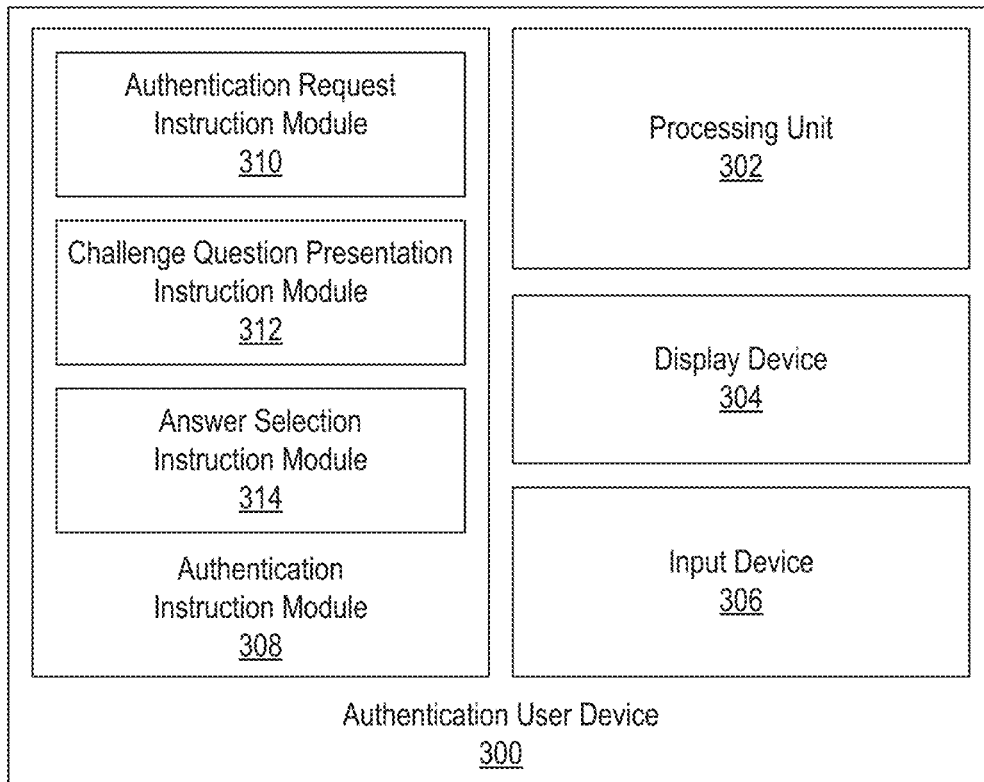 Authentication Request
Instruction Module
310
Challenge Question Presentation
Instruction Module
312
Answer Selection
Instruction Module
314
Authentication
Instruction Module
308
Processing Unit
302
Display Device
304
Input Device
306
Authentication User Device
300